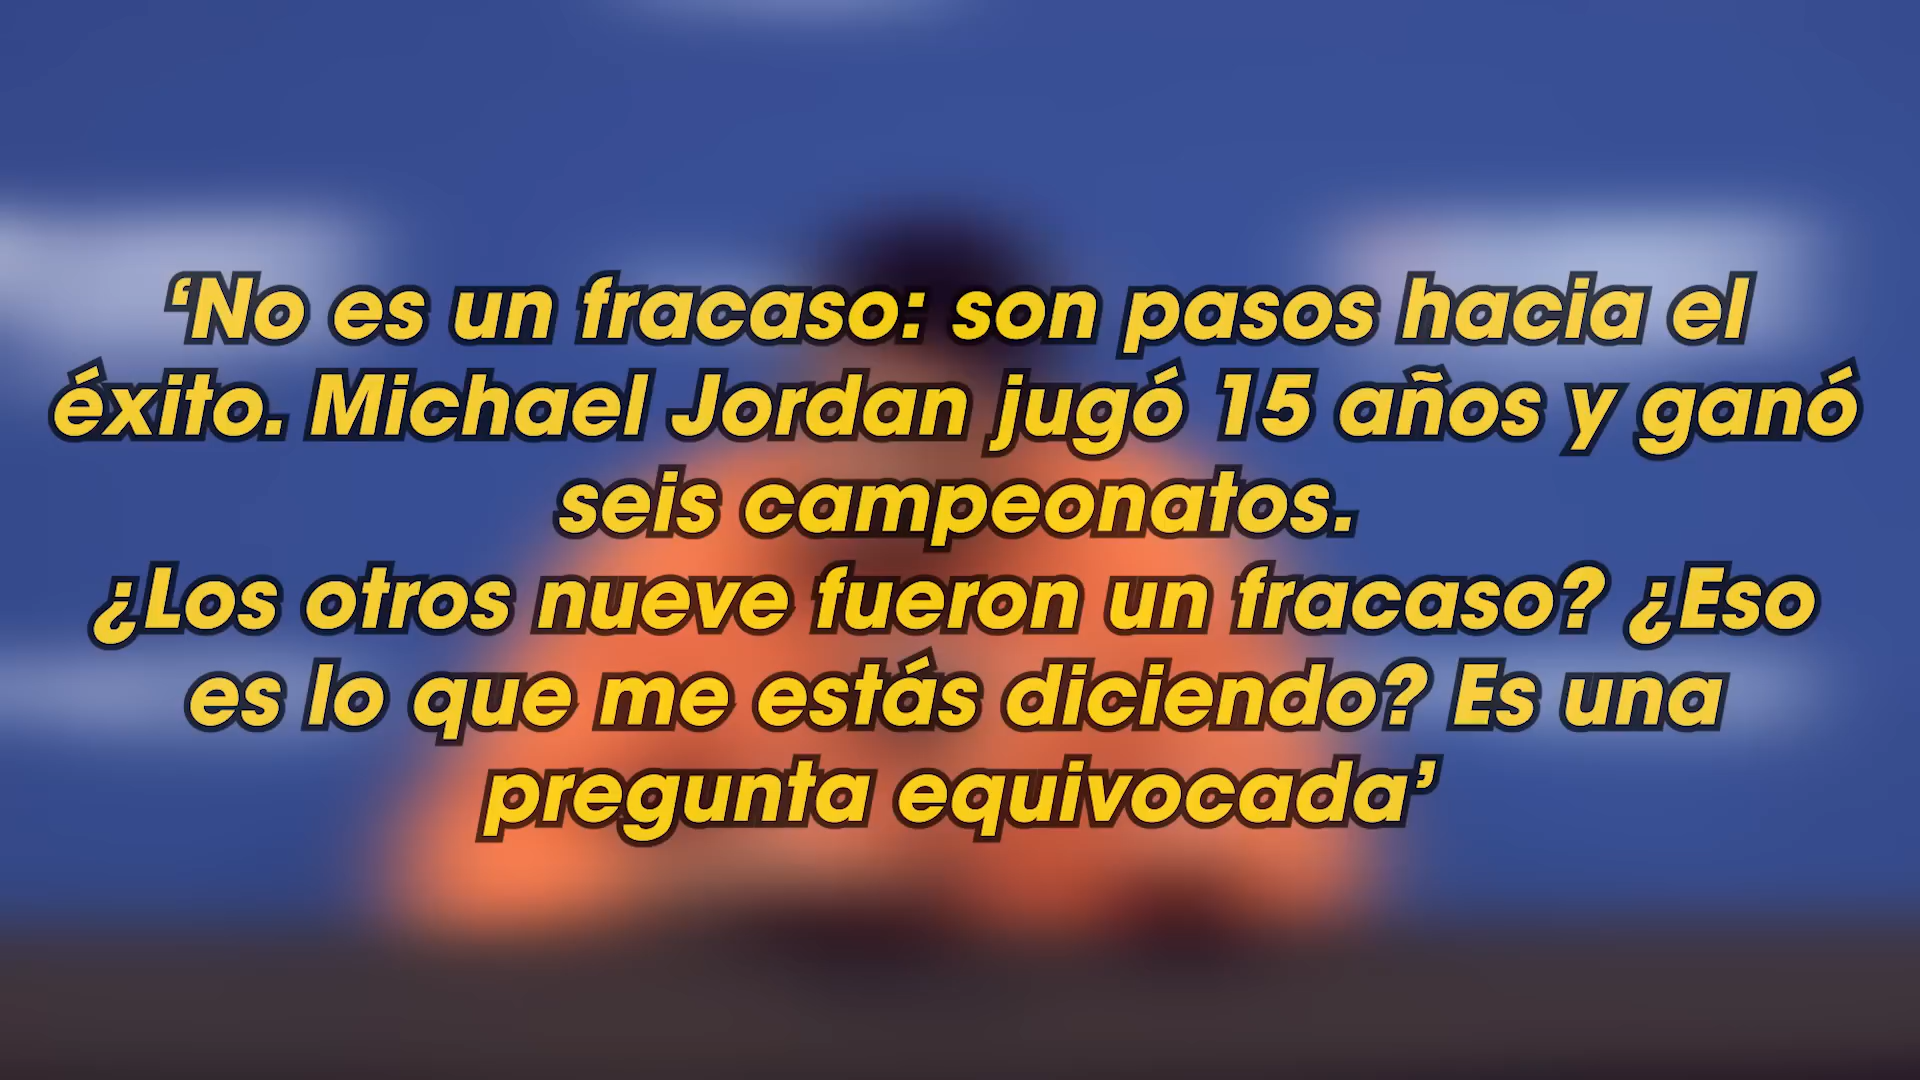 ‘No es un fracaso: son pasos hacia el
éxito. Michael Jordan jugó 15 años y ganó
seis campeonatos.
¿Los otros nueve fueron un fracaso? ¿Eso
es lo que me estás diciendo? Es una
pregunta equivocada’